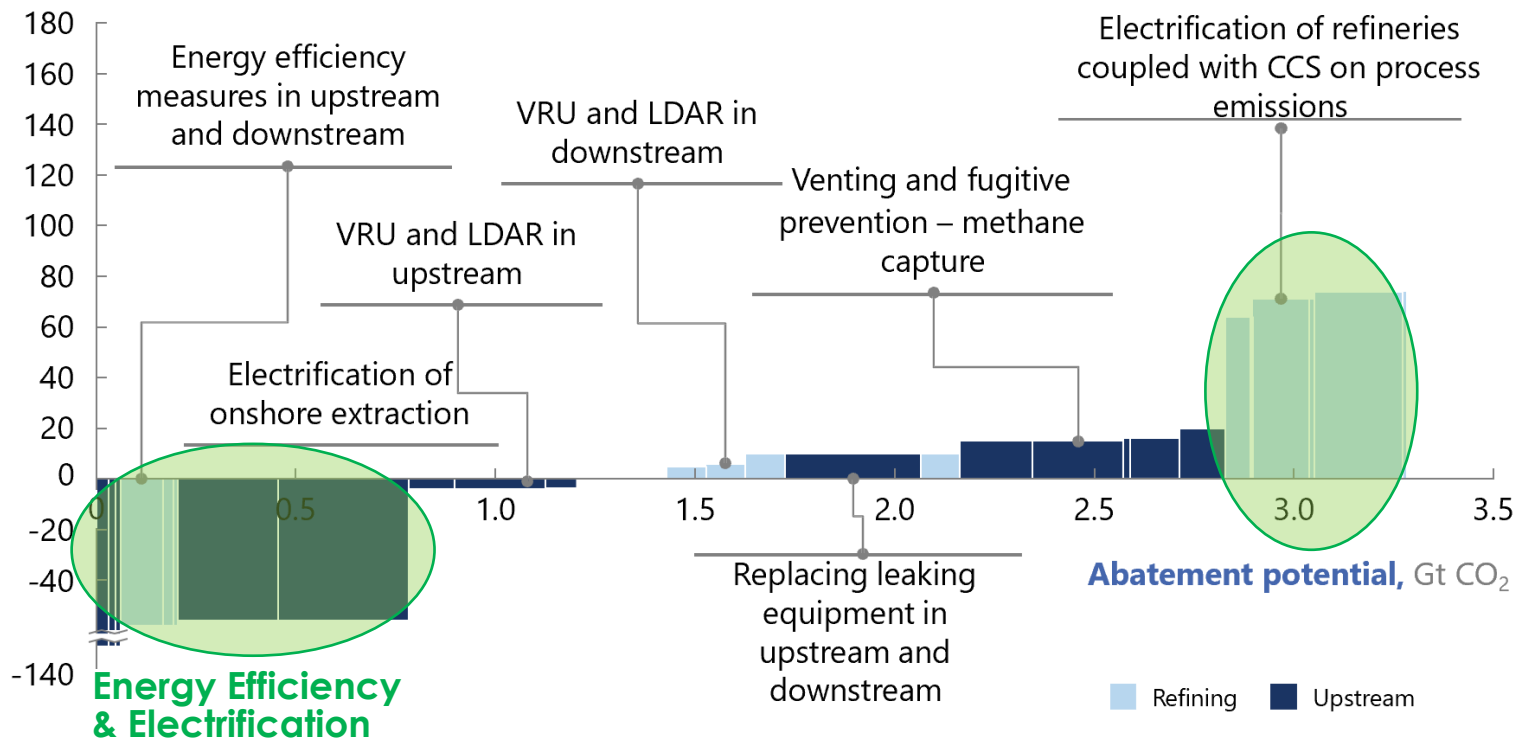 180
160
140
120
100
80
60
40
20
0
-20
-40
-140
Energy efficiency
measures in upstream
and downstream
VRU and LDAR in
upstream
Electrification of
onshore extraction
VRU and LDAR in
downstream
Venting and fugitive
prevention – methane
capture
Electrification of refineries
coupled with CCS on process
emissions
0 0.5 1.0 1.5 2.0 2.5 3.0 3.5
Replacing leaking
equipment in
upstream and
downstream
Abatement potential, Gt CO₂
Energy Efficiency
& Electrification
Refining Upstream